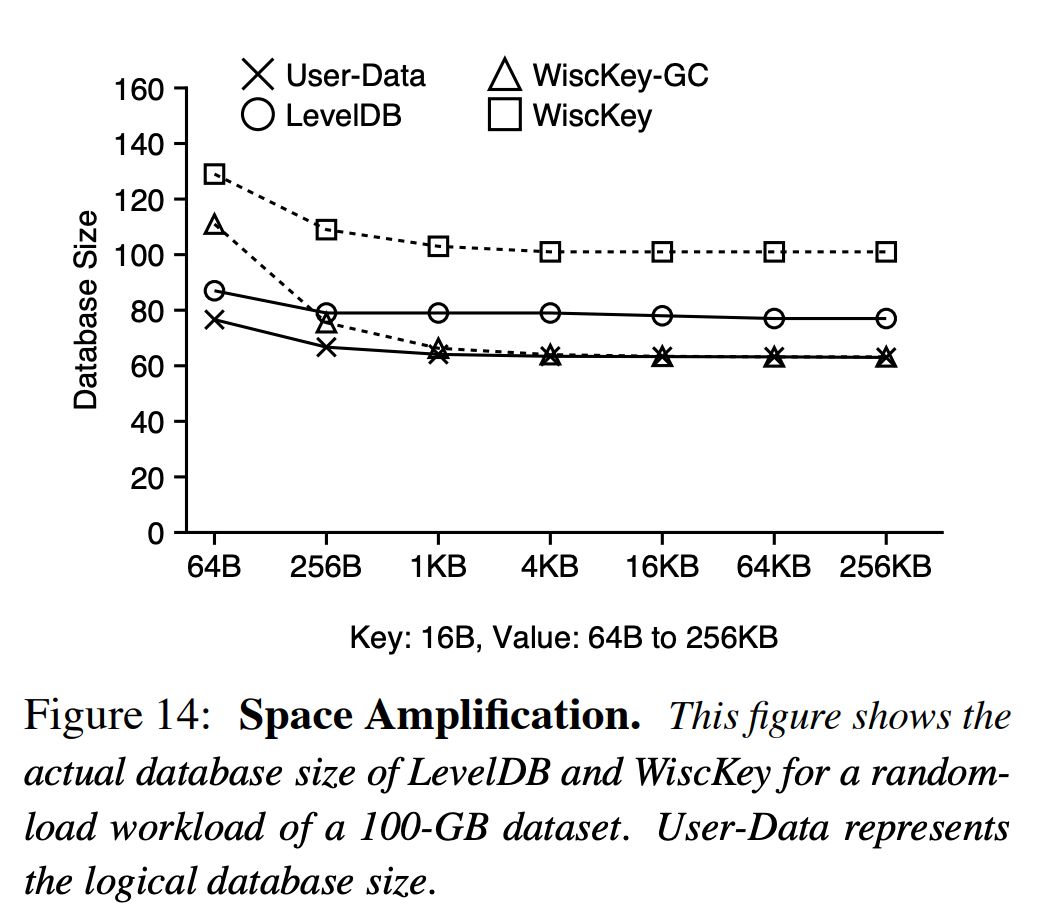 User-Data WiscKey-GC
LevelDB WiscKey
160
140
120
100
80
60
40
20
0
Database Size
64B 256B 1KB 4KB 16KB 64KB 256KB
Key: 16B, Value: 64B to 256KB
Figure 14: Space Amplification. This figure shows the
actual database size of LevelDB and WiscKey for a random-
load workload of a 100-GB dataset. User-Data represents
the logical database size.